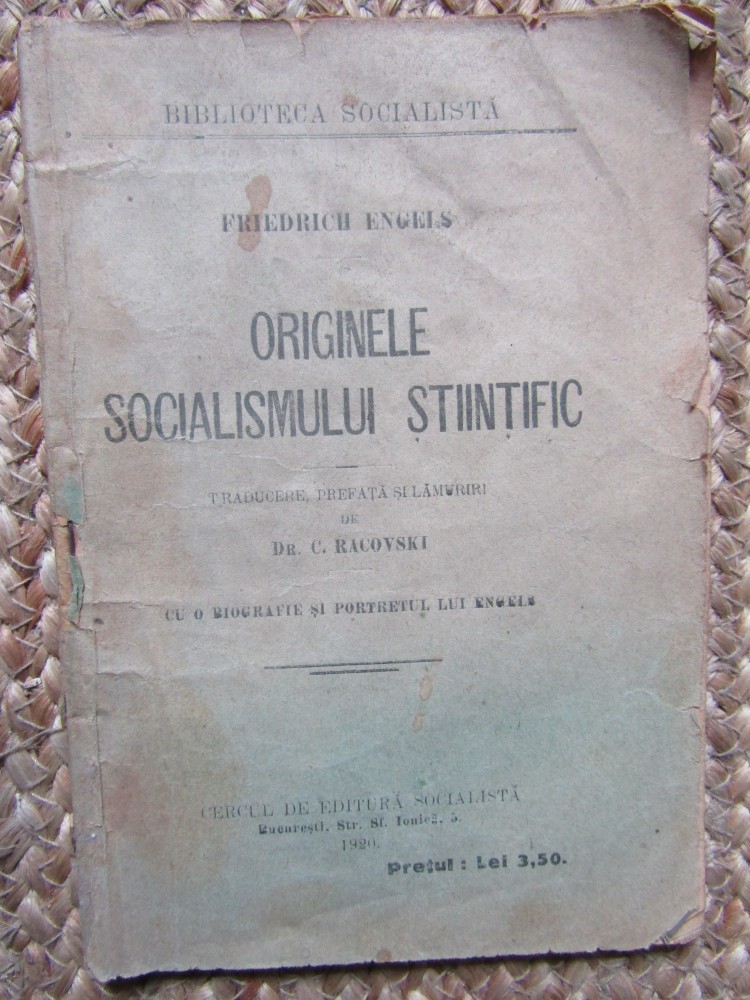 BIBLIOTECA SOCIALISTĂ
FRIEDRICH ENGELS
ORIGINELE
SOCIALISMULUI ȘTIINȚIFIC
TRADUCERE, PREFAȚĂ ȘI LĂMURIRI
DE
DR. C. RACOVSKI
CU O BIOGRAFIE ȘI PORTRETUL LUI ENGELS
CERCUL DE EDITURĂ SOCIALISTĂ
București, Str. Sf. Ionică, 5.
1920.
Prețul : Lei 3,50.